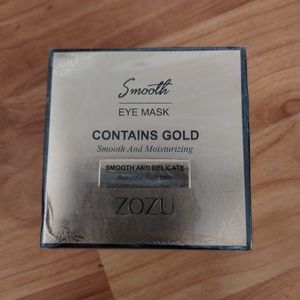 Smooth
EYE MASK
CONTAINS GOLD
Smooth And Moisturizing
SMOOTH AND DELICATE
ZOZU